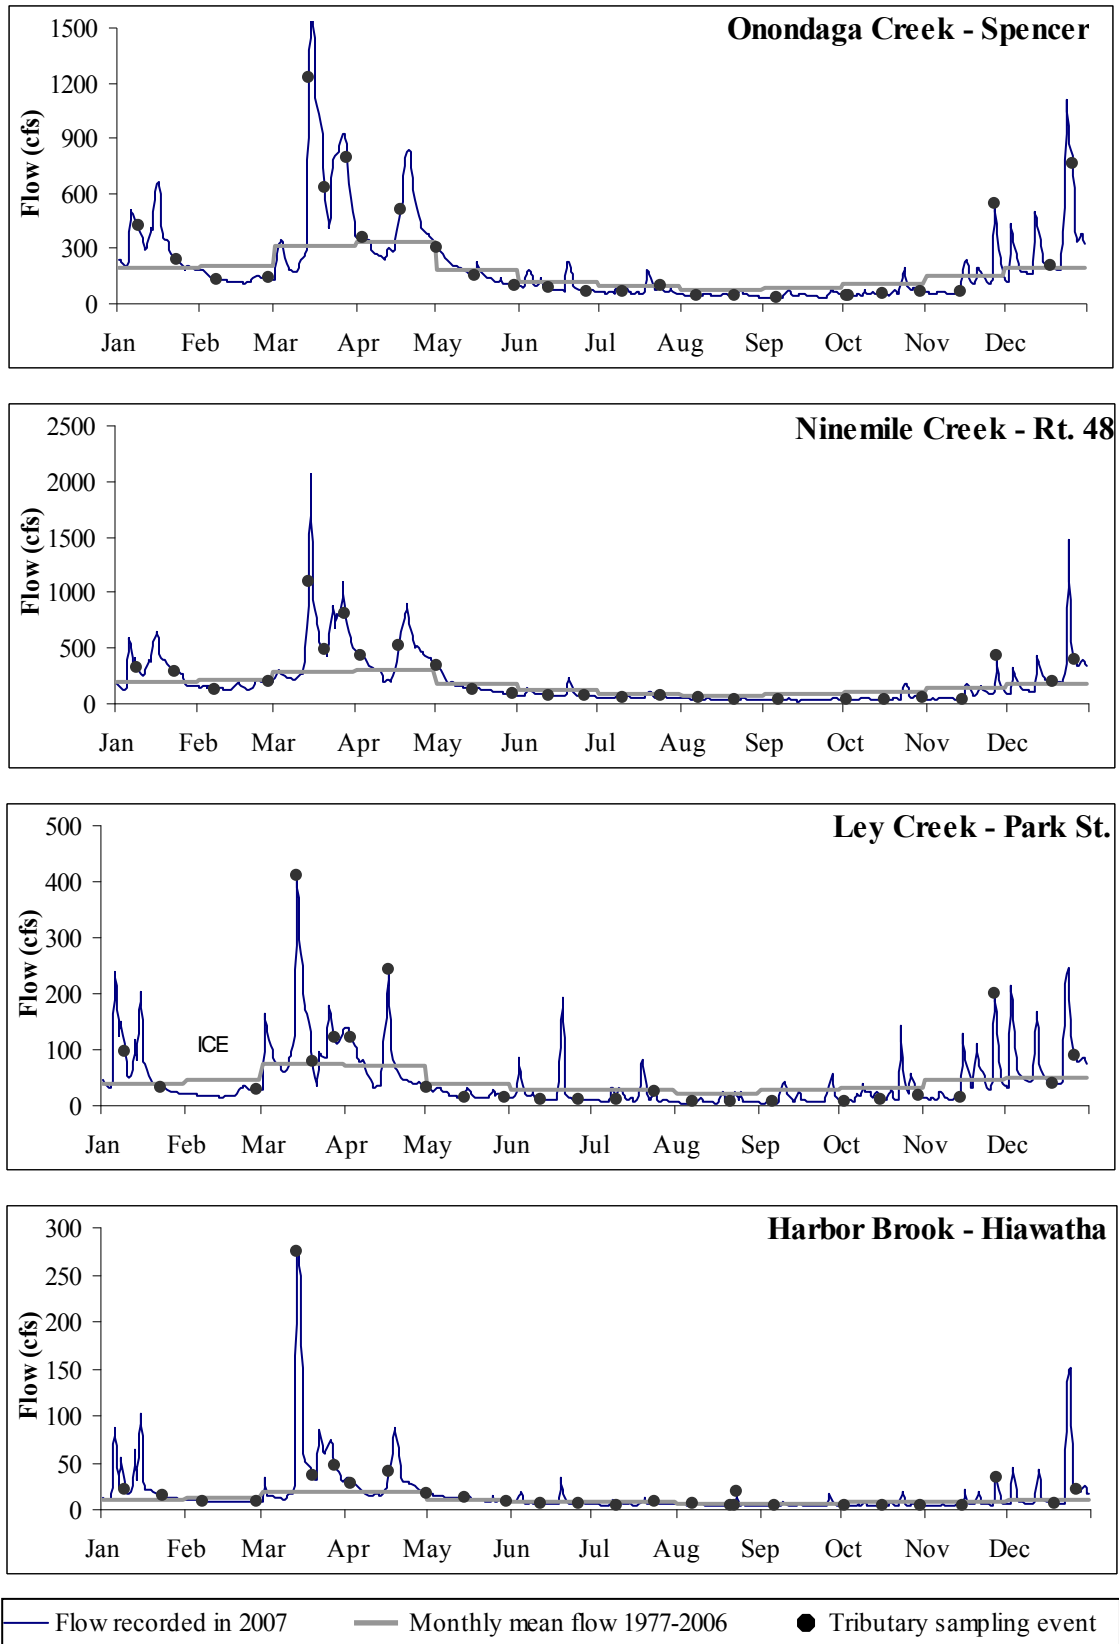 Onondaga Creek - Spencer
Flow (cfs)
1500
1200
900
600
300
0
Jan Feb Mar Apr May Jun Jul Aug Sep Oct Nov Dec
Ninemile Creek - Rt. 48
Flow (cfs)
2500
2000
1500
1000
500
0
Jan Feb Mar Apr May Jun Jul Aug Sep Oct Nov Dec
Ley Creek - Park St.
Flow (cfs)
500
400
300
200
100
0
ICE
Jan Feb Mar Apr May Jun Jul Aug Sep Oct Nov Dec
Harbor Brook - Hiawatha
Flow (cfs)
300
250
200
150
100
50
0
Jan Feb Mar Apr May Jun Jul Aug Sep Oct Nov Dec
Flow recorded in 2007 Monthly mean flow 1977-2006 Tributary sampling event